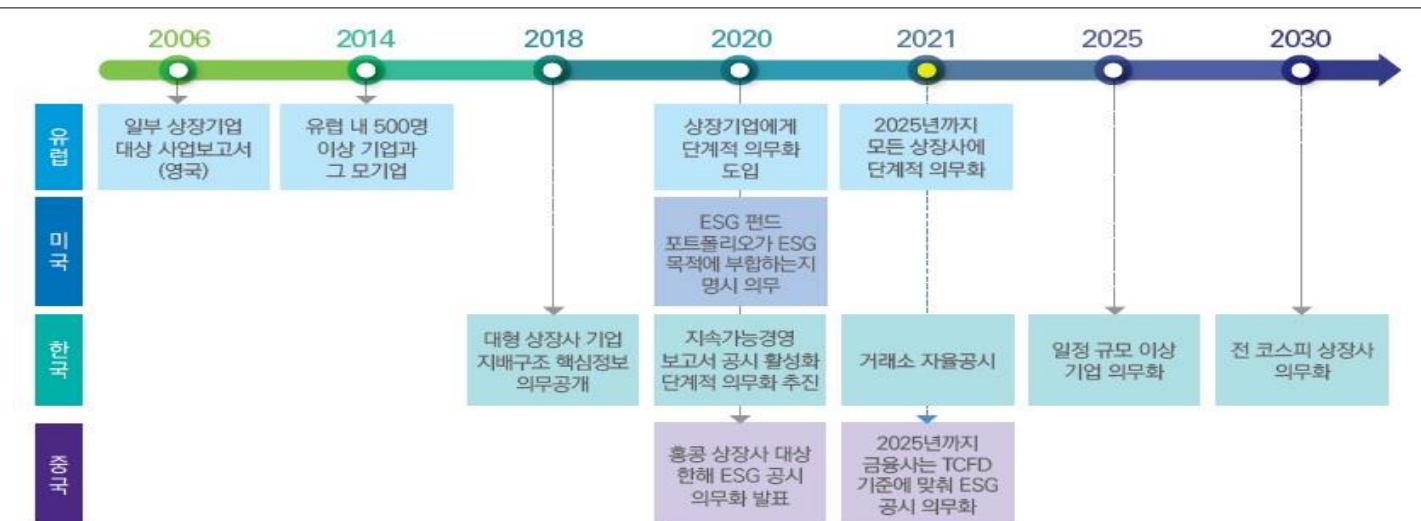 2006
2014
2018
2020
2021
2025
2030
유럽
일부 상장기업
대상 사업보고서
(영국)
유럽 내 500명
이상 기업과
그 모기업
상장기업에게
단계적 의무화
도입
2025년까지
모든 상장사에
단계적 의무화
미국
ESG 펀드
포트폴리오가 ESG
목적에 부합하는지
명시 의무
한국
대형 상장사 기업
지배구조 핵심정보
의무공개
지속가능경영
보고서 공시 활성화
단계적 의무화 추진
거래소 자율공시
일정 규모 이상
기업 의무화
전 코스피 상장사
의무화
중국
홍콩 상장사 대상
한해 ESG 공시
의무화 발표
2025년까지
금융사는 TCFD
기준에 맞춰 ESG
공시 의무화